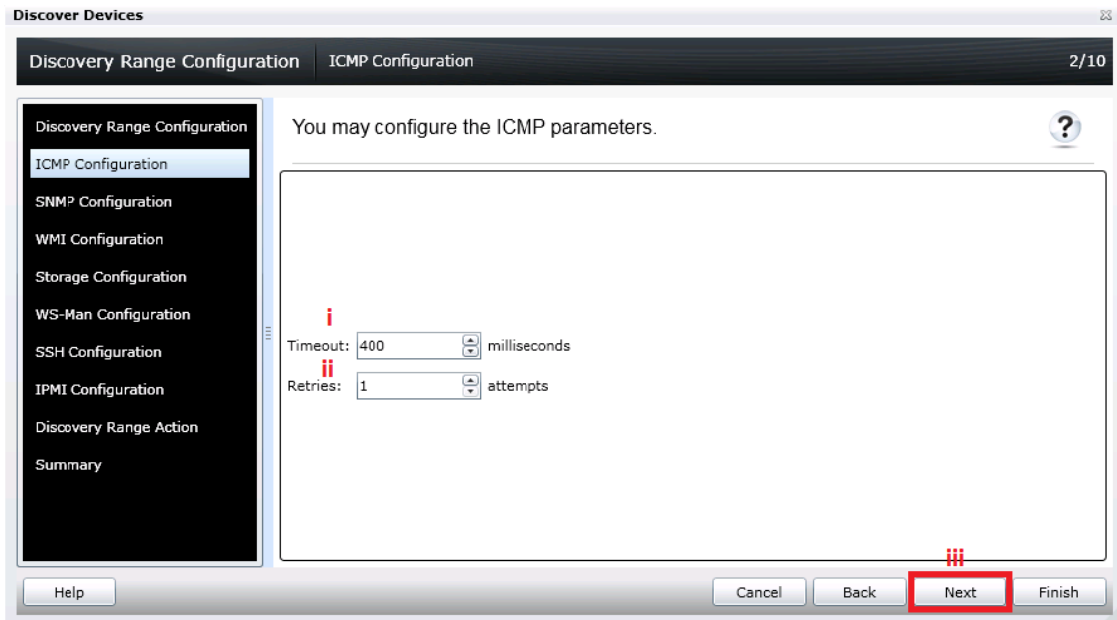 Discover Devices
Discovery Range Configuration ICMP Configuration 2/10
Discovery Range Configuration
ICMP Configuration
SNMP Configuration
WMI Configuration
Storage Configuration
WS-Man Configuration
SSH Configuration
IPMI Configuration
Discovery Range Action
Summary
You may configure the ICMP parameters.
?
i
Timeout: 400 milliseconds
ii
Retries: 1 attempts
iii
Help Cancel Back Next Finish